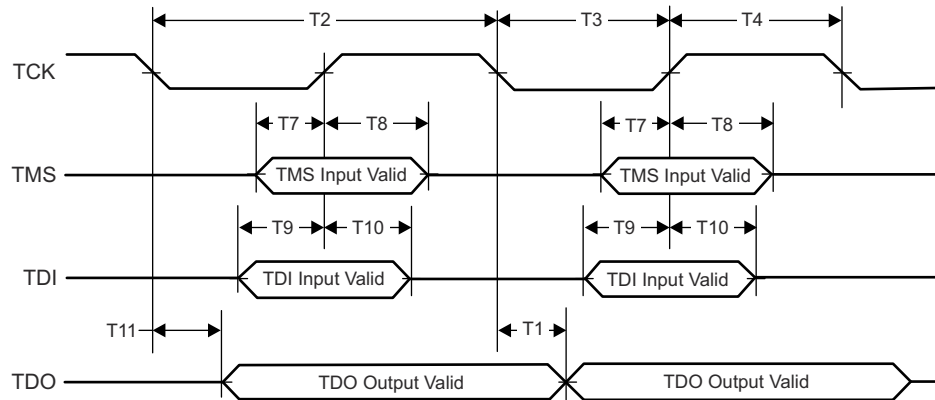 T2 T3 T4
TCK
T7 T8 T7 T8
TMS TMS Input Valid TMS Input Valid
T9 T10 T9 T10
TDI TDI Input Valid TDI Input Valid
T11 T1
TDO TDO Output Valid TDO Output Valid